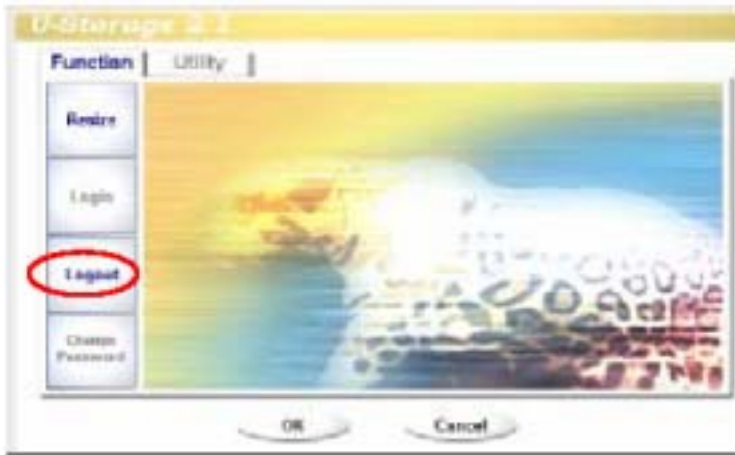 U-Storage 2.1
Function Utility
Resize
Login
Logout
Change
Password
OK Cancel